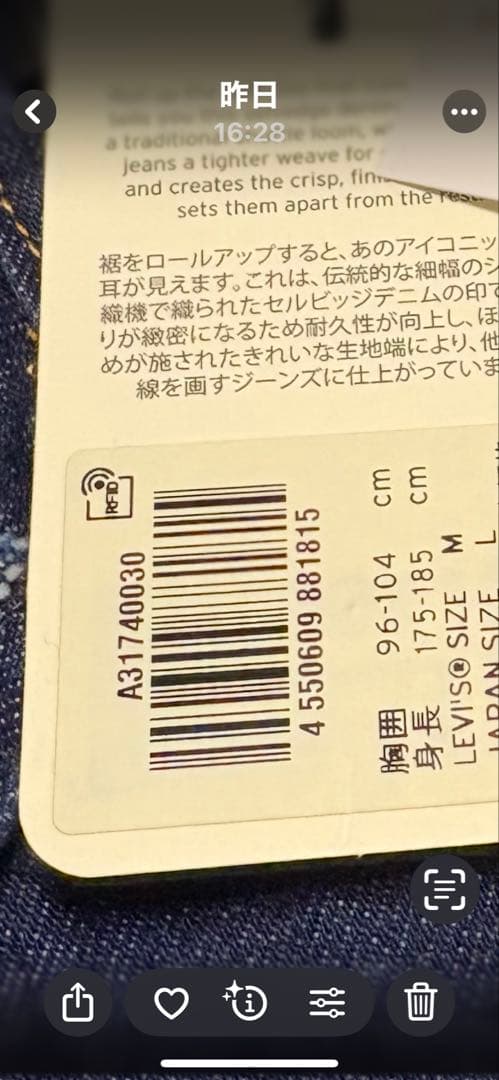 昨日
16:28
a traditional
jeans a tighter weave for
and creates the crisp,
sets them apart from the rest.
裾をロールアップすると、あのアイコニッ
耳が見えます。これは、伝統的な細幅のシ
織機で織られたセルビッジデニムの印で
りが緻密になるため耐久性が向上し、ほ
めが施されたきれいな生地端により、他
線を画すジーンズに仕上がっていま
RFID
A31740030
4 550609 881815
胸囲 96-104 cm
身長 175-185 cm
LEVI'S® SIZE M
JAPAN SIZE L